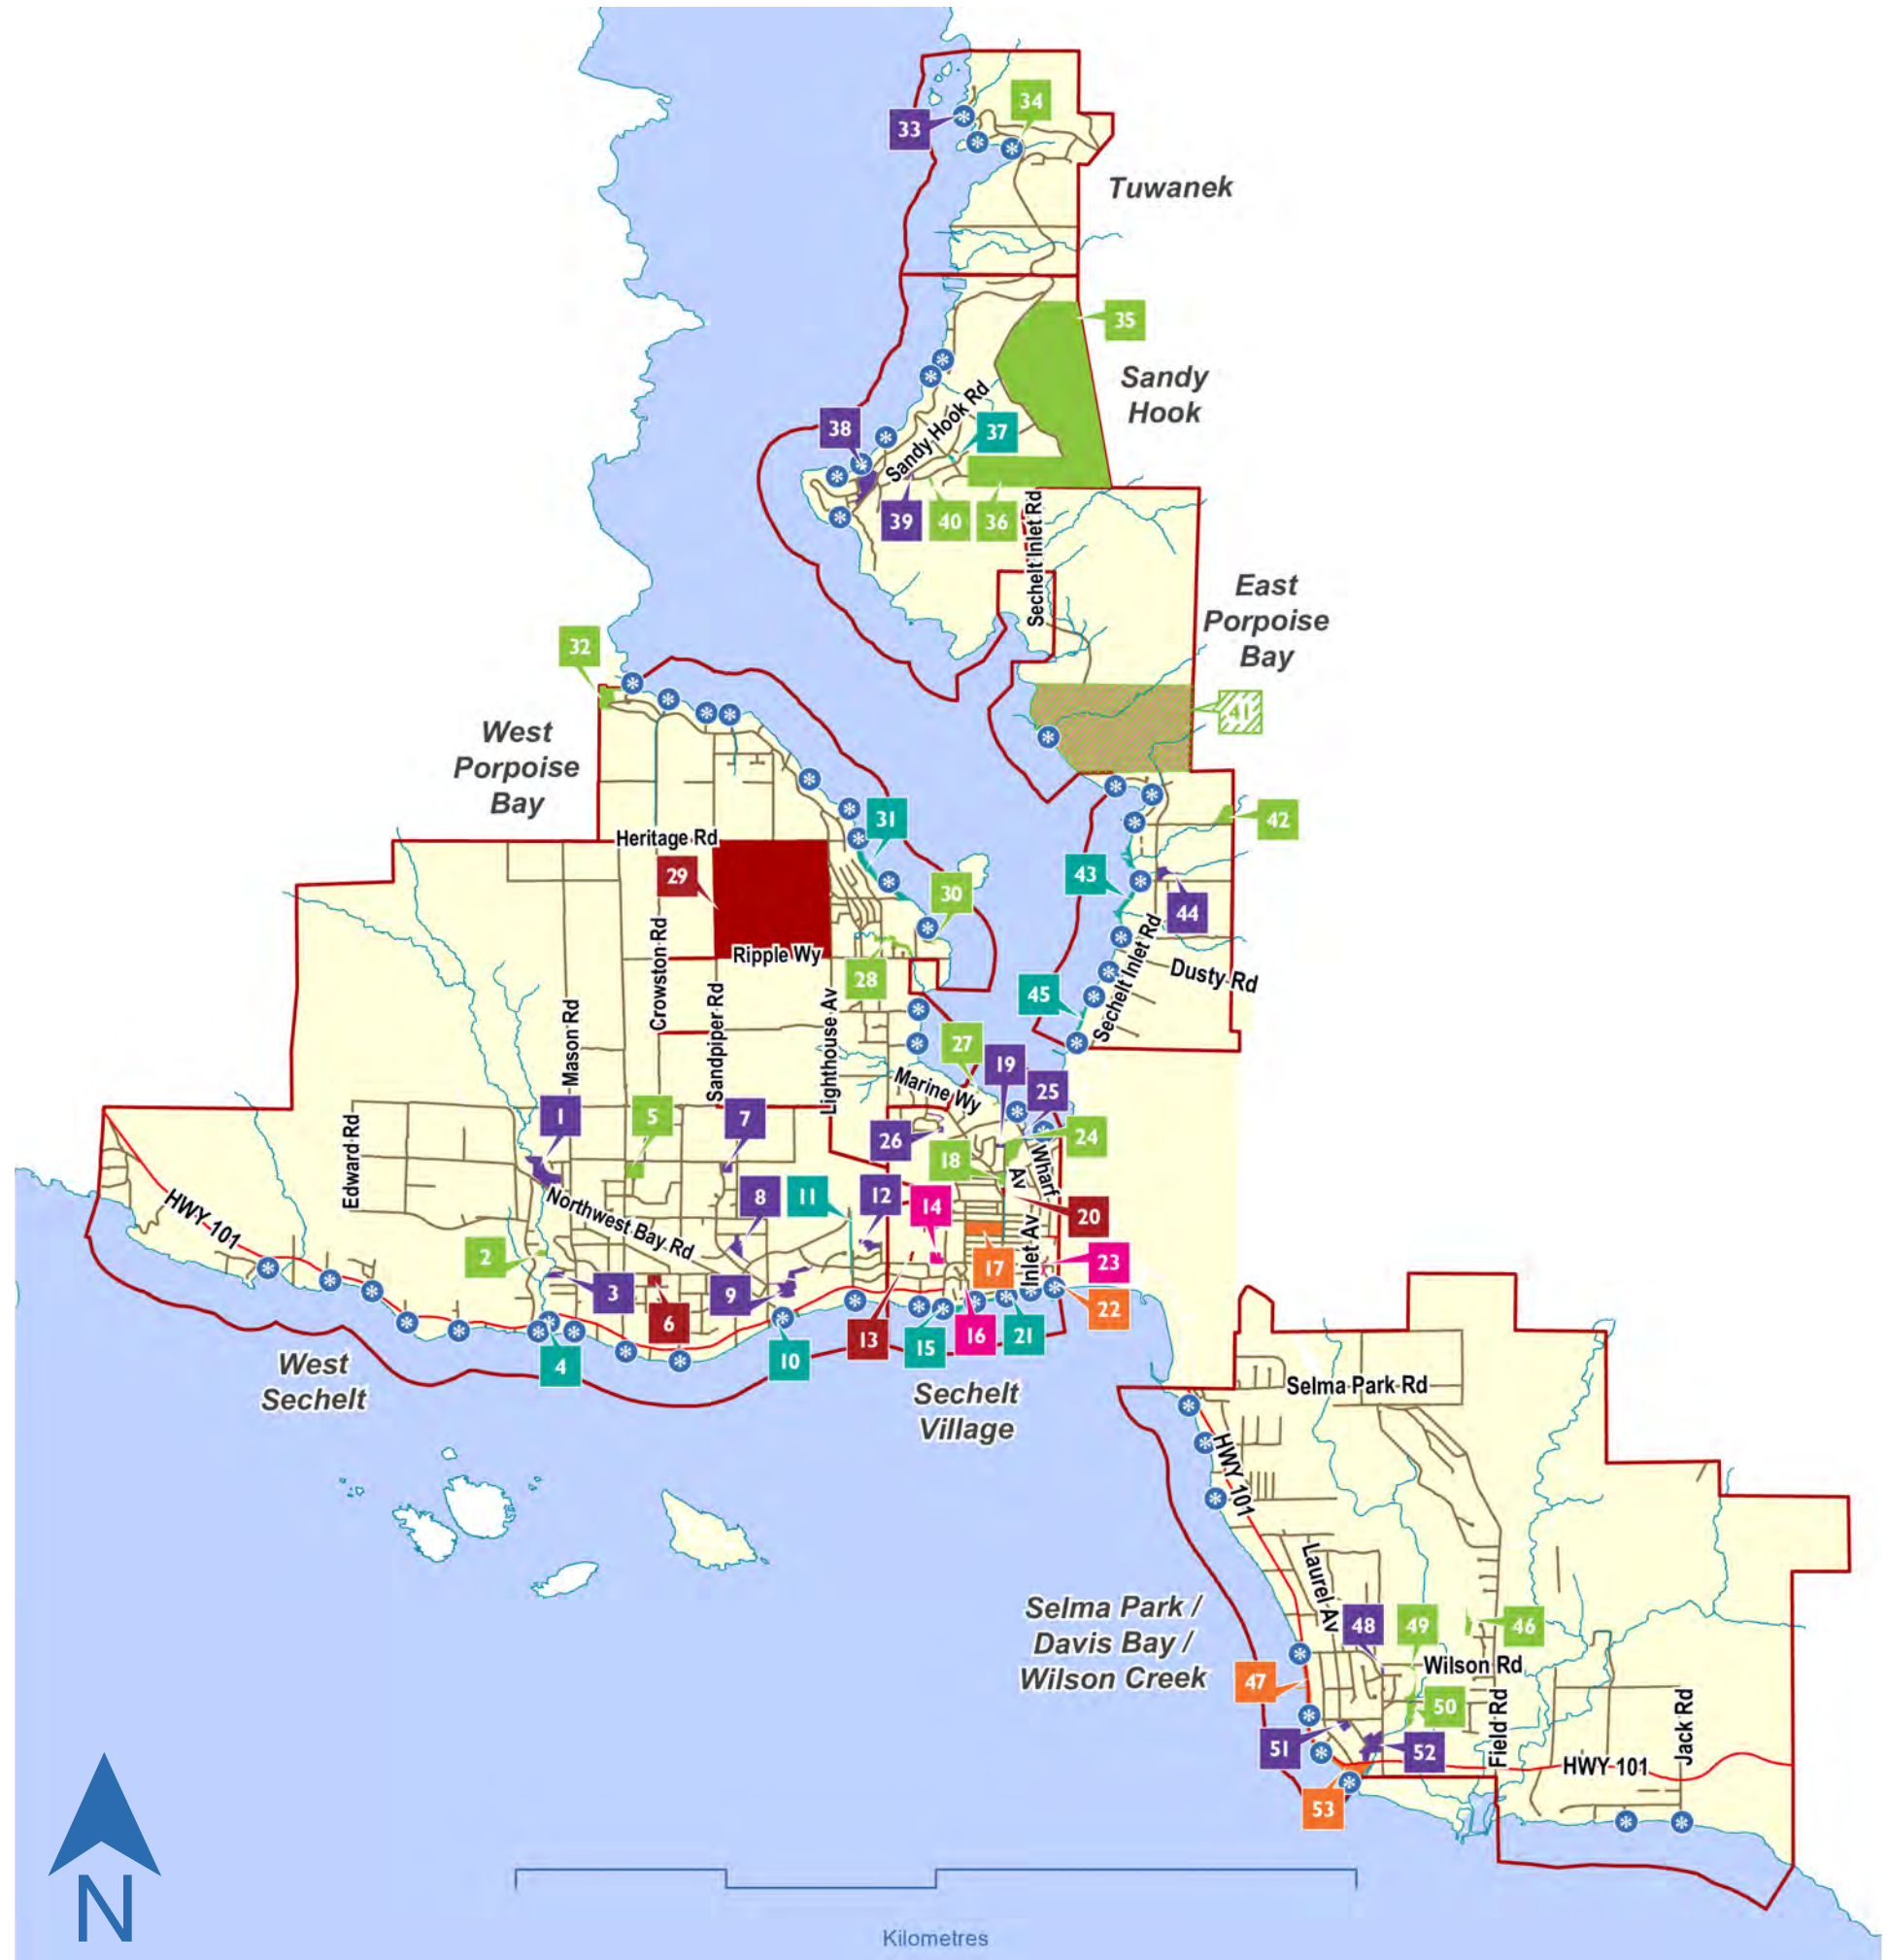 33
34
Tuwanek
35
Sandy
Hook
38
37
Sandy Hook Rd
39
40
36
Sechelt Inlet Rd
East
Porpoise
Bay
32
41
West
Porpoise
Bay
42
31
Heritage Rd
29
43
30
44
Crowston Rd
Ripple Wy
28
Dusty Rd
45
Sechelt Inlet Rd
Mason Rd
Sandpiper Rd
Lighthouse Av
27
19
25
Marine Wy
1
5
7
26
24
Edward Rd
18
Wharf
Av
HWY 101
Northwest Bay Rd
8
11
12
14
20
Inlet Av
2
17
23
3
9
22
6
13
15
16
21
4
10
West
Sechelt
Sechelt
Village
Selma Park Rd
HWY 101
Laurel Av
Selma Park /
Davis Bay /
Wilson Creek
48
49
46
Wilson Rd
47
50
Field Rd
Jack Rd
51
52
HWY 101
53
N
Kilometres